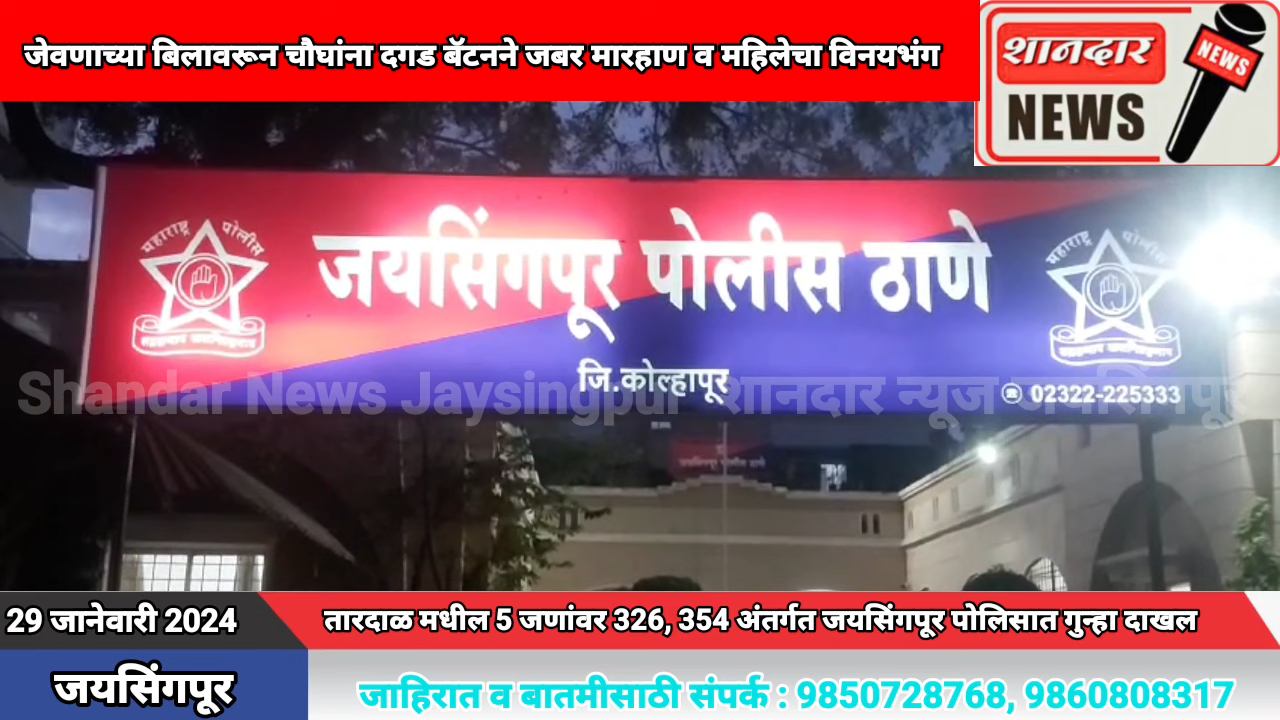 जेवणाच्या बिलावरून चौघांना दगड बॅटनने जबर मारहाण व महिलेचा विनयभंग
शानदार
NEWS
NEWS
महाराष्ट्र पोलीस
जयसिंगपूर पोलीस ठाणे
महाराष्ट्र पोलीस
जि.कोल्हापूर
☎ 02322-225333
Shandar News Jaysingpur शानदार न्यूज जयसिंगपूर
29 जानेवारी 2024
तारदाळ मधील 5 जणांवर 326, 354 अंतर्गत जयसिंगपूर पोलिसात गुन्हा दाखल
जयसिंगपूर
जाहिरात व बातमीसाठी संपर्क : 9850728768, 9860808317